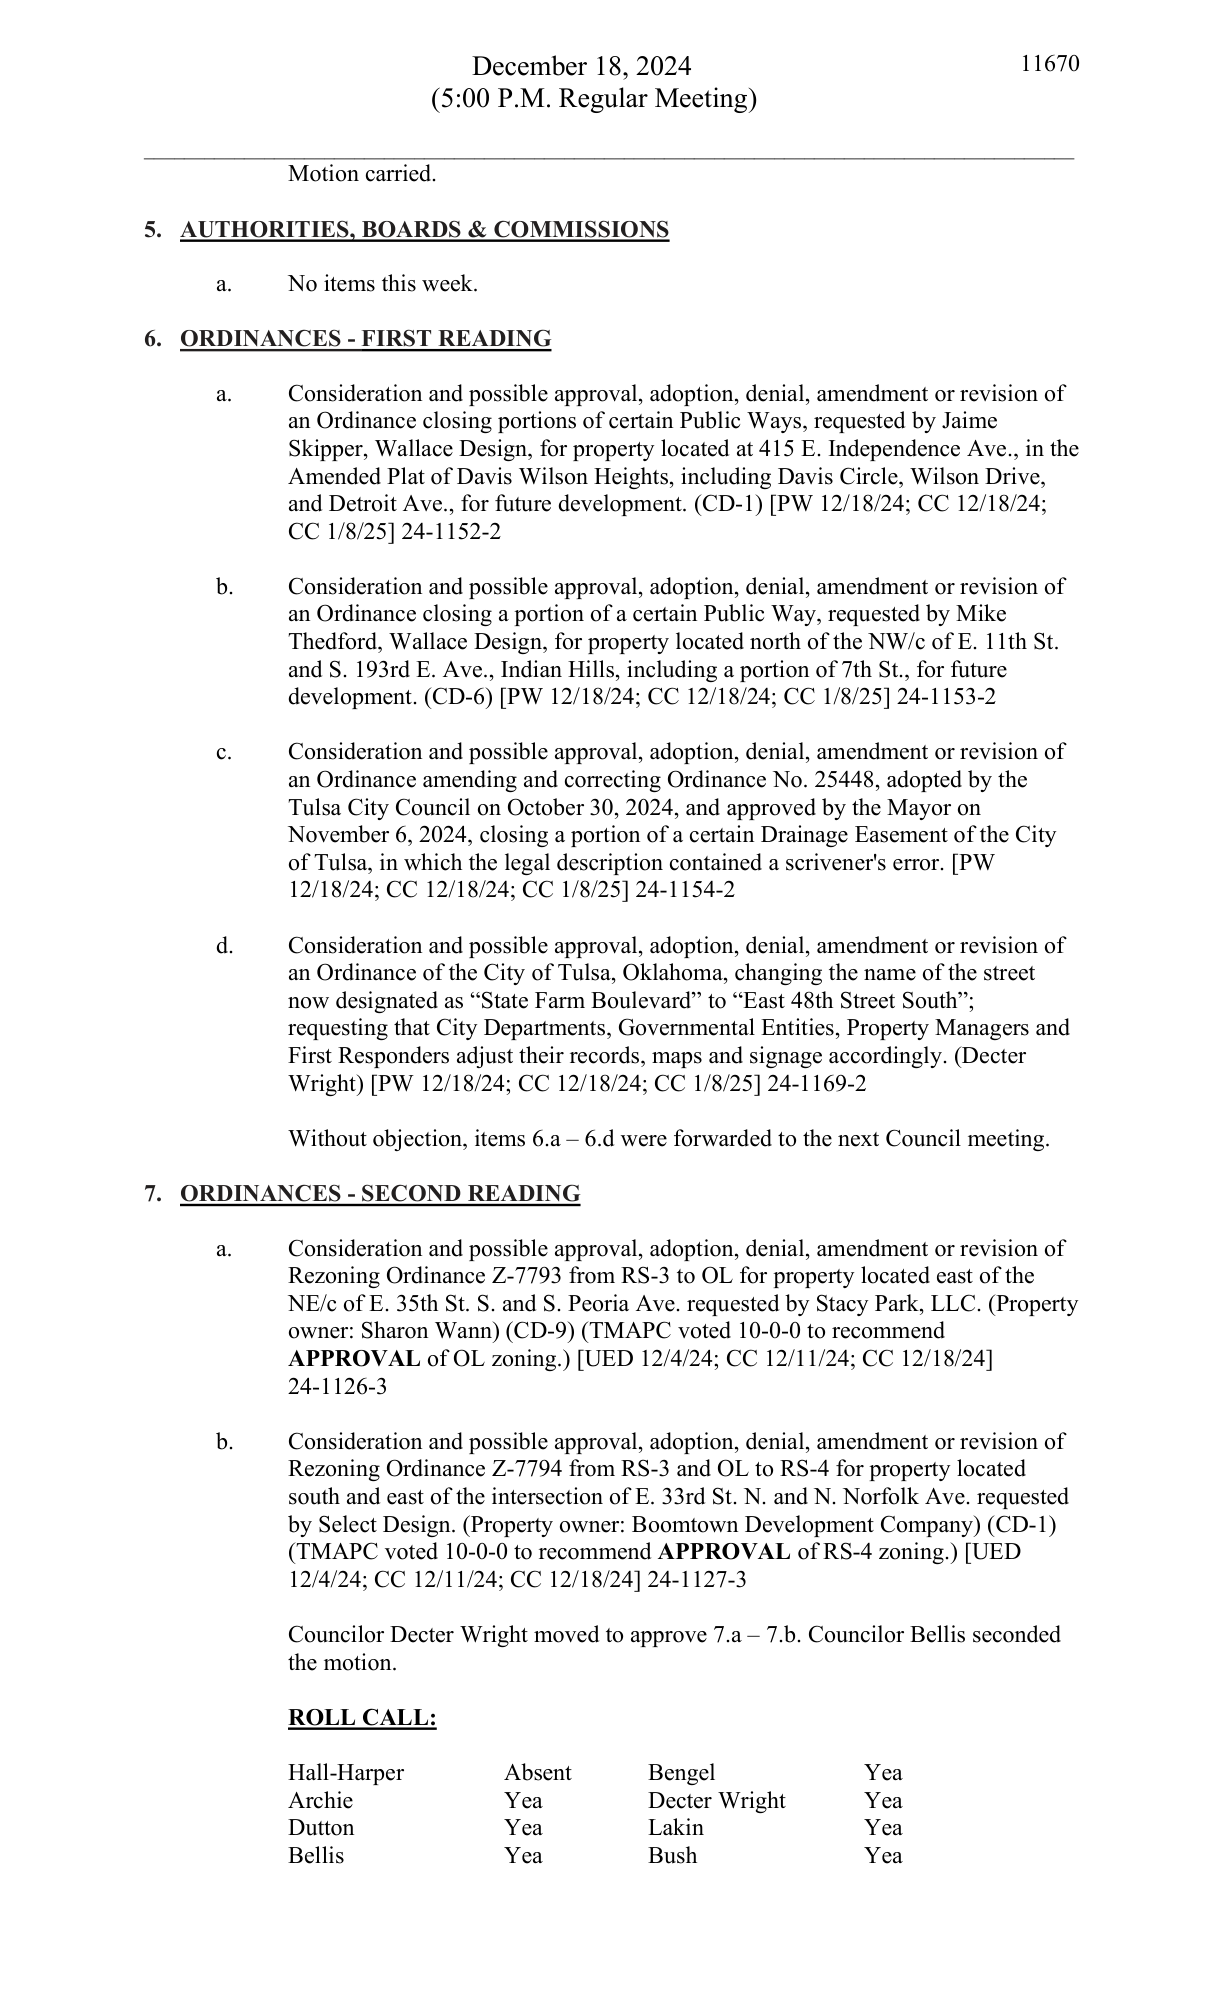 December 18, 2024
11670
(5:00 P.M. Regular Meeting)
Motion carried.
5. AUTHORITIES, BOARDS & COMMISSIONS
a. No items this week.
6. ORDINANCES - FIRST READING
a. Consideration and possible approval, adoption, denial, amendment or revision of
an Ordinance closing portions of certain Public Ways, requested by Jaime
Skipper, Wallace Design, for property located at 415 E. Independence Ave., in the
Amended Plat of Davis Wilson Heights, including Davis Circle, Wilson Drive,
and Detroit Ave., for future development. (CD-1) [PW 12/18/24; CC 12/18/24;
CC 1/8/25] 24-1152-2
b. Consideration and possible approval, adoption, denial, amendment or revision of
an Ordinance closing a portion of a certain Public Way, requested by Mike
Thedford, Wallace Design, for property located north of the NW/c of E. 11th St.
and S. 193rd E. Ave., Indian Hills, including a portion of 7th St., for future
development. (CD-6) [PW 12/18/24; CC 12/18/24; CC 1/8/25] 24-1153-2
c. Consideration and possible approval, adoption, denial, amendment or revision of
an Ordinance amending and correcting Ordinance No. 25448, adopted by the
Tulsa City Council on October 30, 2024, and approved by the Mayor on
November 6, 2024, closing a portion of a certain Drainage Easement of the City
of Tulsa, in which the legal description contained a scrivener's error. [PW
12/18/24; CC 12/18/24; CC 1/8/25] 24-1154-2
d. Consideration and possible approval, adoption, denial, amendment or revision of
an Ordinance of the City of Tulsa, Oklahoma, changing the name of the street
now designated as “State Farm Boulevard” to “East 48th Street South”;
requesting that City Departments, Governmental Entities, Property Managers and
First Responders adjust their records, maps and signage accordingly. (Decter
Wright) [PW 12/18/24; CC 12/18/24; CC 1/8/25] 24-1169-2
Without objection, items 6.a – 6.d were forwarded to the next Council meeting.
7. ORDINANCES - SECOND READING
a. Consideration and possible approval, adoption, denial, amendment or revision of
Rezoning Ordinance Z-7793 from RS-3 to OL for property located east of the
NE/c of E. 35th St. S. and S. Peoria Ave. requested by Stacy Park, LLC. (Property
owner: Sharon Wann) (CD-9) (TMAPC voted 10-0-0 to recommend
APPROVAL of OL zoning.) [UED 12/4/24; CC 12/11/24; CC 12/18/24]
24-1126-3
b. Consideration and possible approval, adoption, denial, amendment or revision of
Rezoning Ordinance Z-7794 from RS-3 and OL to RS-4 for property located
south and east of the intersection of E. 33rd St. N. and N. Norfolk Ave. requested
by Select Design. (Property owner: Boomtown Development Company) (CD-1)
(TMAPC voted 10-0-0 to recommend APPROVAL of RS-4 zoning.) [UED
12/4/24; CC 12/11/24; CC 12/18/24] 24-1127-3
Councilor Decter Wright moved to approve 7.a – 7.b. Councilor Bellis seconded
the motion.
ROLL CALL:
Hall-Harper Absent Bengel Yea
Archie Yea Decter Wright Yea
Dutton Yea Lakin Yea
Bellis Yea Bush Yea